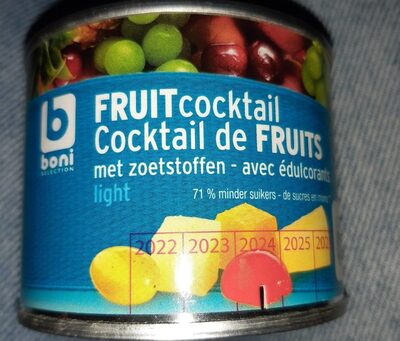 FRUITcocktail
Cocktail de FRUITS
met zoetstoffen - avec édulcorants
light
71 % minder suikers - de sucres en
boni
SELECTION
2022 2023 2024 2025